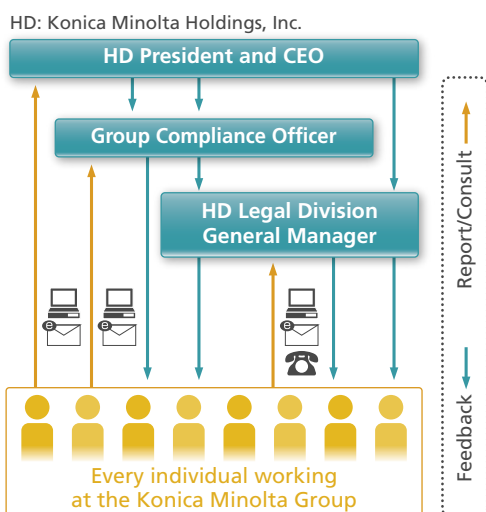 HD: Konica Minolta Holdings, Inc.
HD President and CEO
Group Compliance Officer
HD Legal Division
General Manager
e
e
e
Every individual working
at the Konica Minolta Group
Report/Consult
Feedback